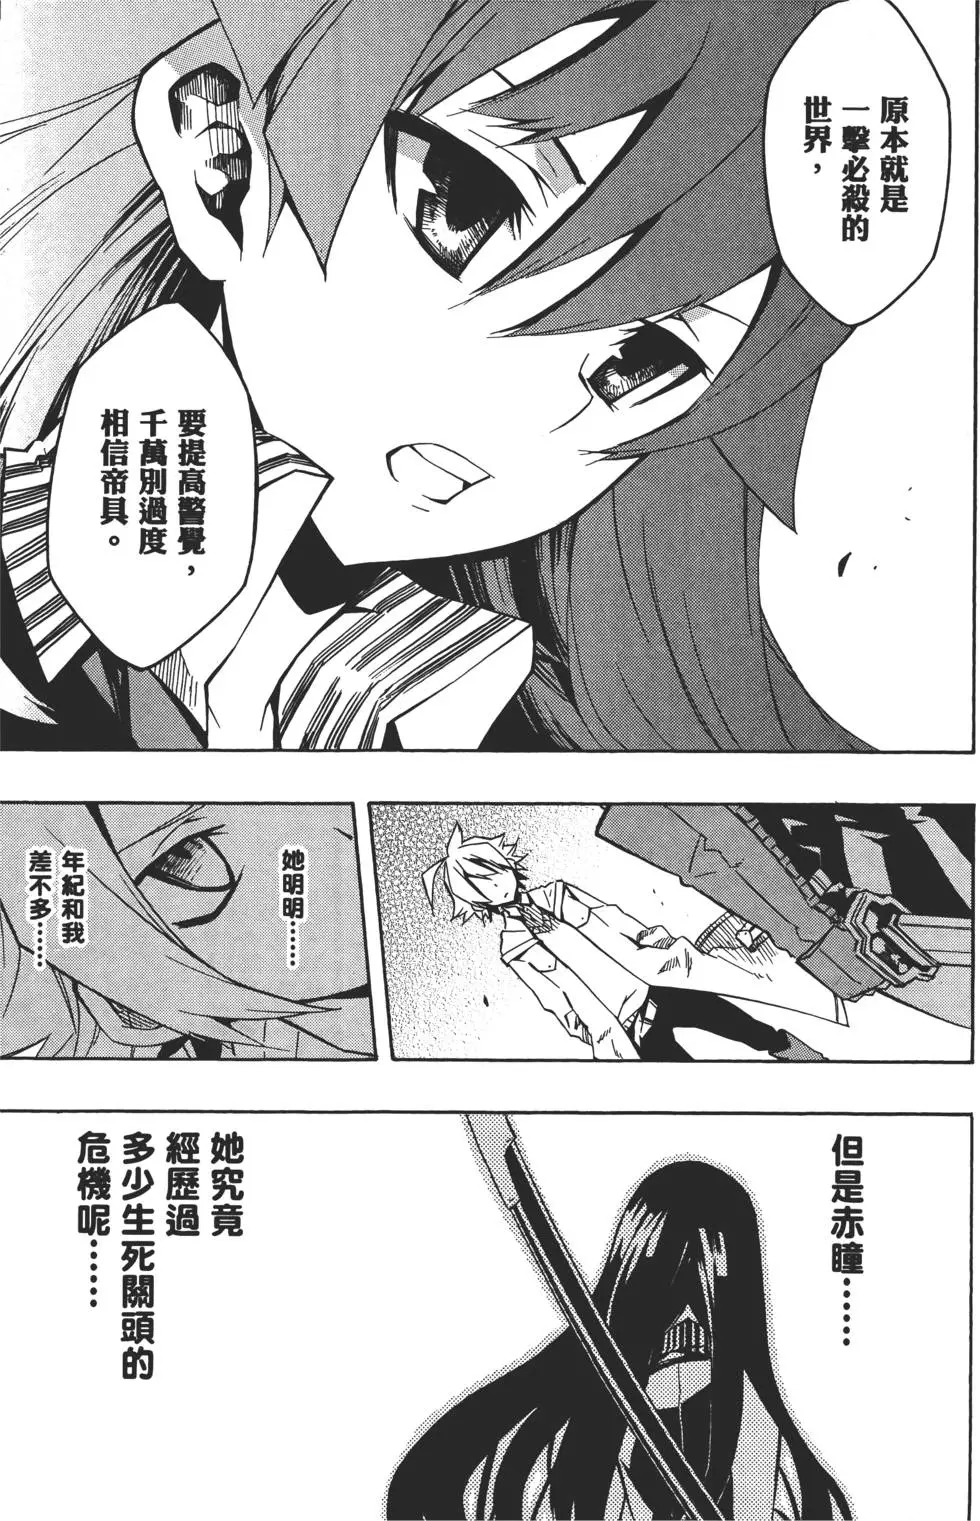 原本就是
一擊必殺的
世界，
要提高警覺，
千萬別過度
相信帝具。
她明明……
年紀和我
差不多……
但是赤瞳……
她究竟
經歷過
多少生死關頭的
危機呢……